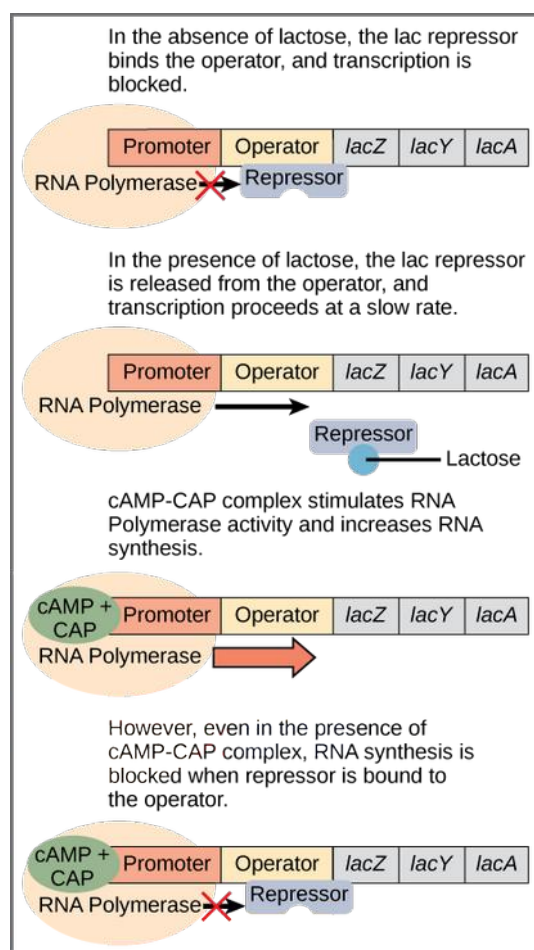 In the absence of lactose, the lac repressor
binds the operator, and transcription is
blocked.
Promoter Operator lacZ lacY lacA
RNA Polymerase Repressor
In the presence of lactose, the lac repressor
is released from the operator, and
transcription proceeds at a slow rate.
Promoter Operator lacZ lacY lacA
RNA Polymerase
Repressor
Lactose
cAMP-CAP complex stimulates RNA
Polymerase activity and increases RNA
synthesis.
cAMP +
CAP
Promoter Operator lacZ lacY lacA
RNA Polymerase
However, even in the presence of
cAMP-CAP complex, RNA synthesis is
blocked when repressor is bound to
the operator.
cAMP +
CAP
Promoter Operator lacZ lacY lacA
RNA Polymerase Repressor